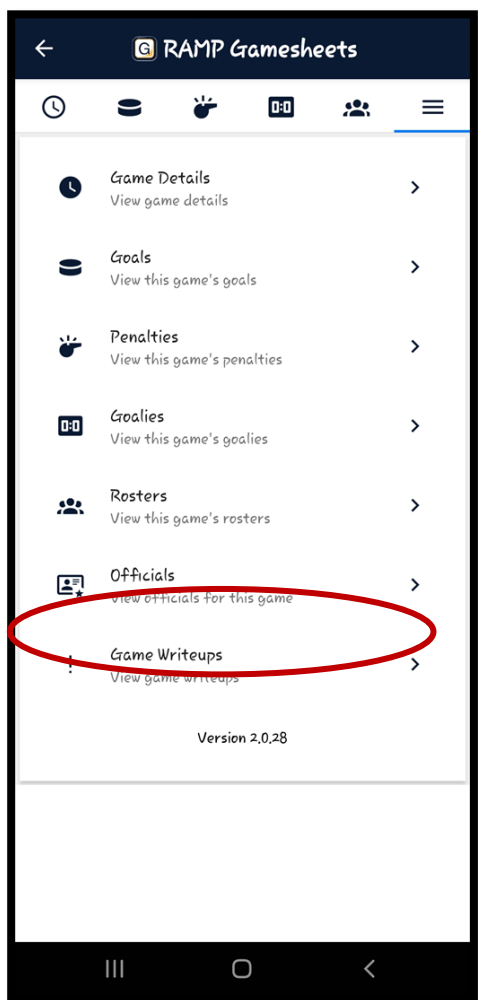 RAMP Gamesheets
0:0
Game Details
View game details
Goals
View this game's goals
Penalties
View this game's penalties
0:0
Goalies
View this game's goalies
Rosters
View this game's rosters
Officials
View officials for this game
Game Writeups
View game writeups
Version 2.0.28